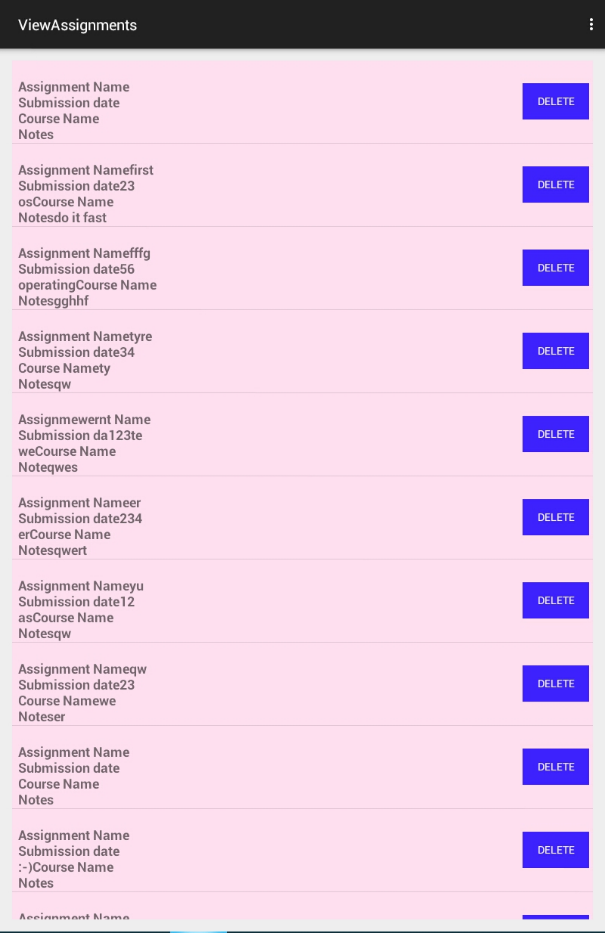 ViewAssignments
Assignment Name
Submission date
Course Name
Notes
DELETE
Assignment Namefirst
Submission date23
osCourse Name
Notesdo it fast
DELETE
Assignment Namefffg
Submission date56
operatingCourse Name
Notesgghhf
DELETE
Assignment Nametyre
Submission date34
Course Namety
Notesqw
DELETE
Assignmewernt Name
Submission da123te
weCourse Name
Noteqwes
DELETE
Assignment Nameer
Submission date234
erCourse Name
Notesqwert
DELETE
Assignment Nameyu
Submission date12
asCourse Name
Notesqw
DELETE
Assignment Nameqw
Submission date23
Course Namewe
Noteser
DELETE
Assignment Name
Submission date
Course Name
Notes
DELETE
Assignment Name
Submission date
:-)Course Name
Notes
DELETE
Assignment Name